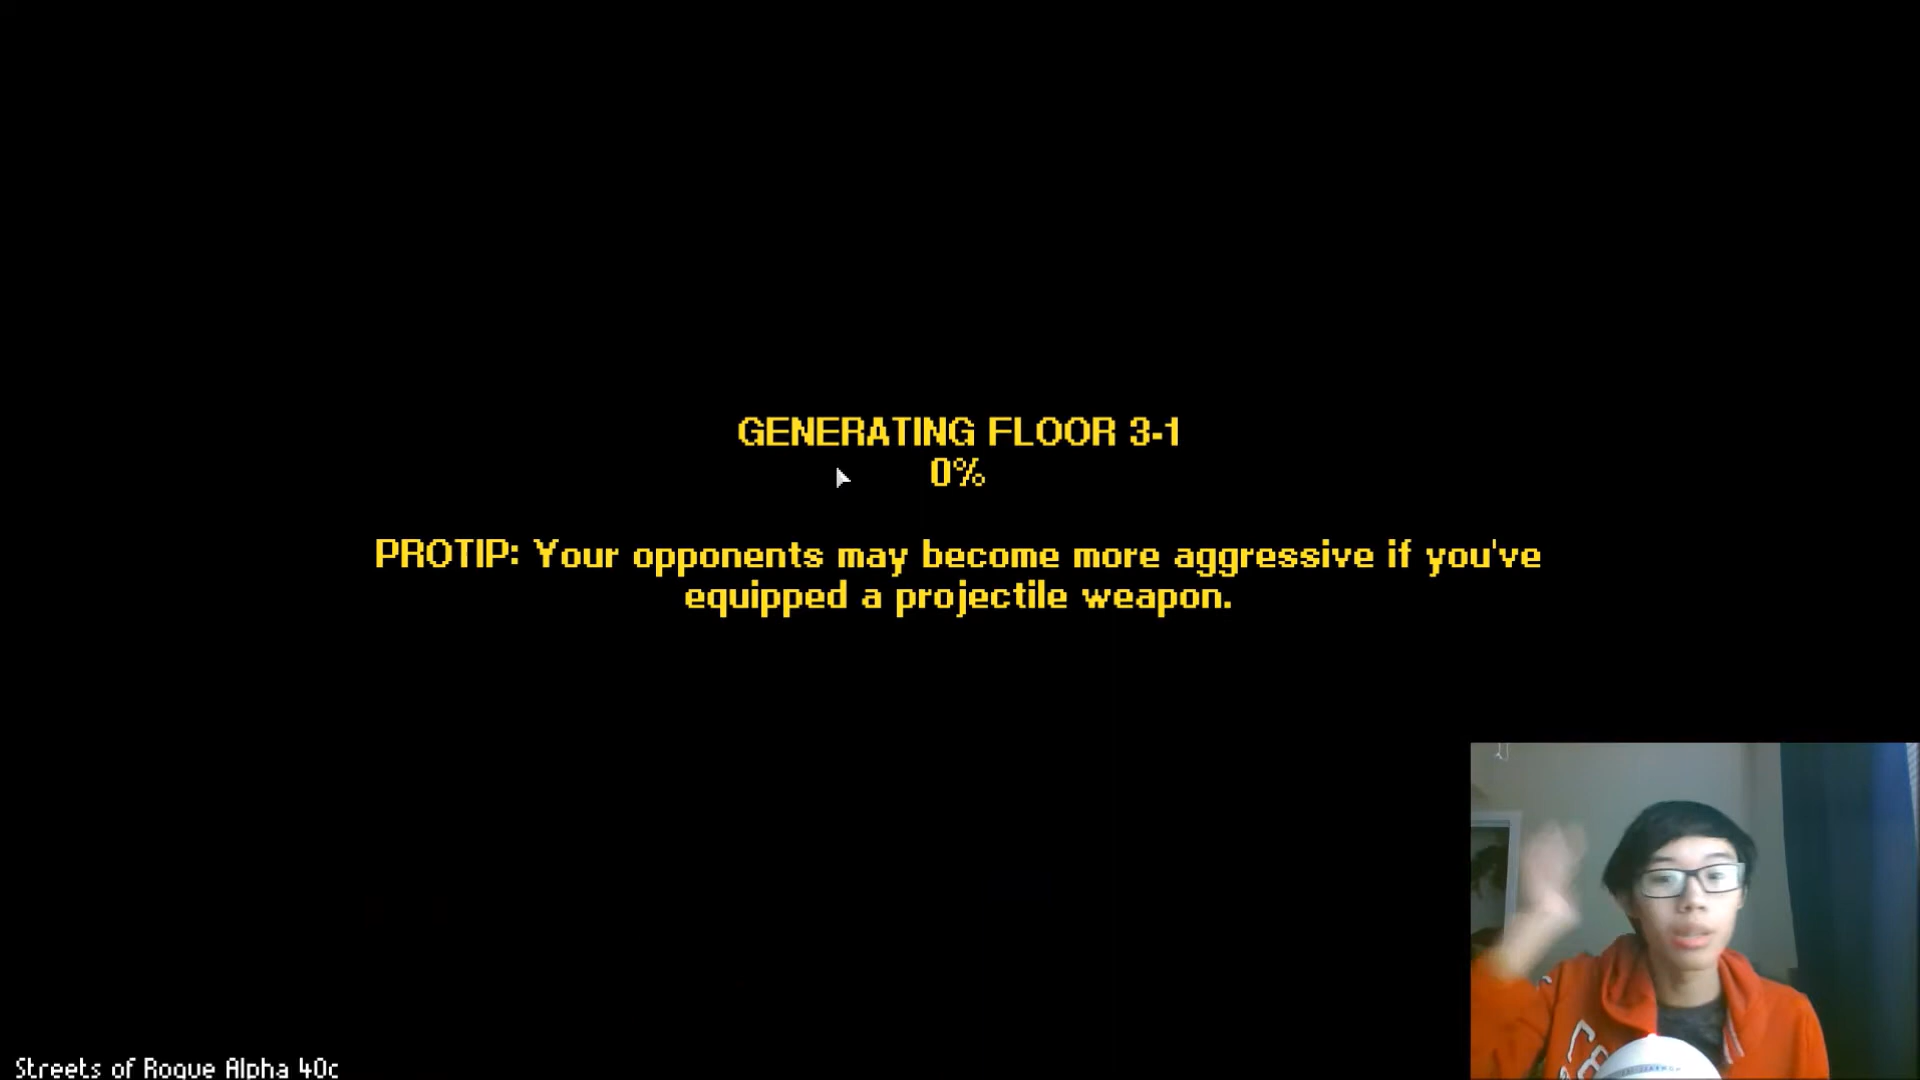 GENERATING FLOOR 3-1
0%
PROTIP: Your opponents may become more aggressive if you've
equipped a projectile weapon.
Streets of Rogue Alpha 40c